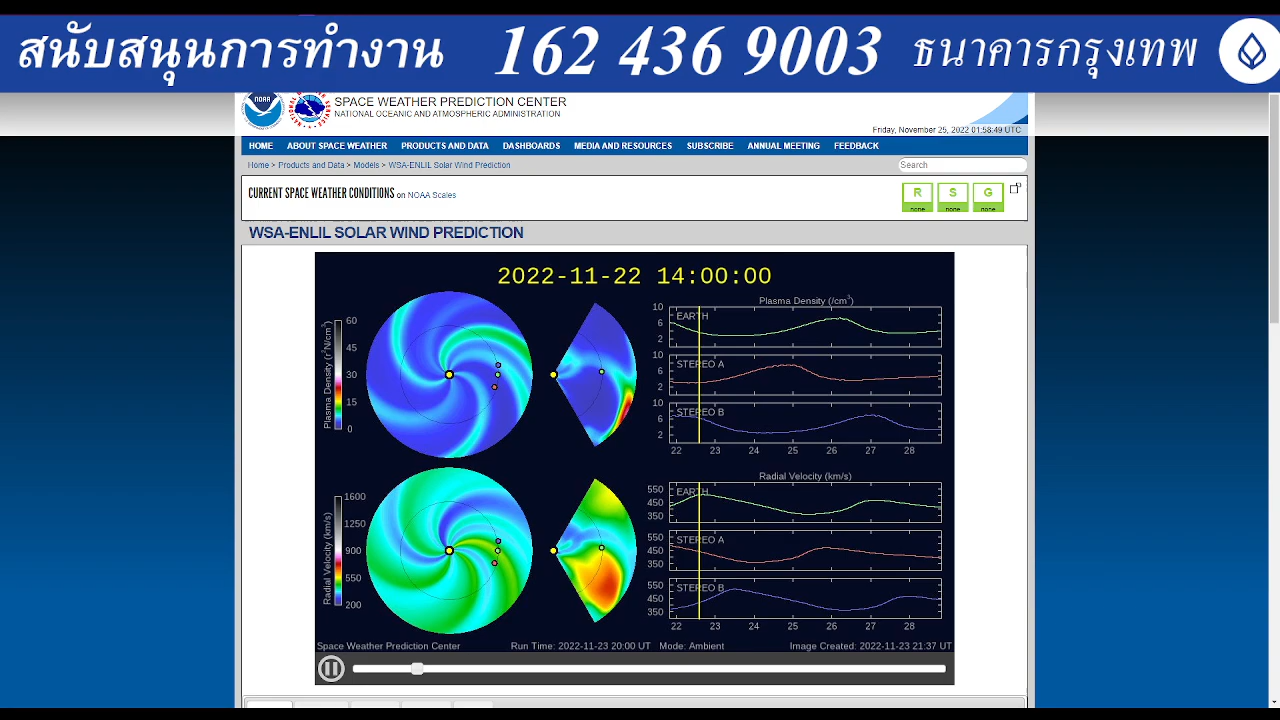 สนับสนุนการทำงาน 162 436 9003 ธนาคารกรุงเทพ
NOAA
SPACE WEATHER PREDICTION CENTER
NATIONAL OCEANIC AND ATMOSPHERIC ADMINISTRATION
Friday, November 25, 2022 01:58:49 UTC
HOME ABOUT SPACE WEATHER PRODUCTS AND DATA DASHBOARDS MEDIA AND RESOURCES SUBSCRIBE ANNUAL MEETING FEEDBACK
Home > Products and Data > Models > WSA-ENLIL Solar Wind Prediction
Search
CURRENT SPACE WEATHER CONDITIONS on NOAA Scales
R S G
none none none
WSA-ENLIL SOLAR WIND PREDICTION
2022-11-22 14:00:00
Plasma Density (r²N/cm³)
60
45
30
15
0
Plasma Density (/cm³)
10
6
2
EARTH
10
6
2
STEREO A
10
6
2
STEREO B
22 23 24 25 26 27 28
Radial Velocity (km/s)
1600
1250
900
550
200
Radial Velocity (km/s)
550
450
350
EARTH
550
450
350
STEREO A
550
450
350
STEREO B
22 23 24 25 26 27 28
Space Weather Prediction Center Run Time: 2022-11-23 20:00 UT Mode: Ambient Image Created: 2022-11-23 21:37 UT